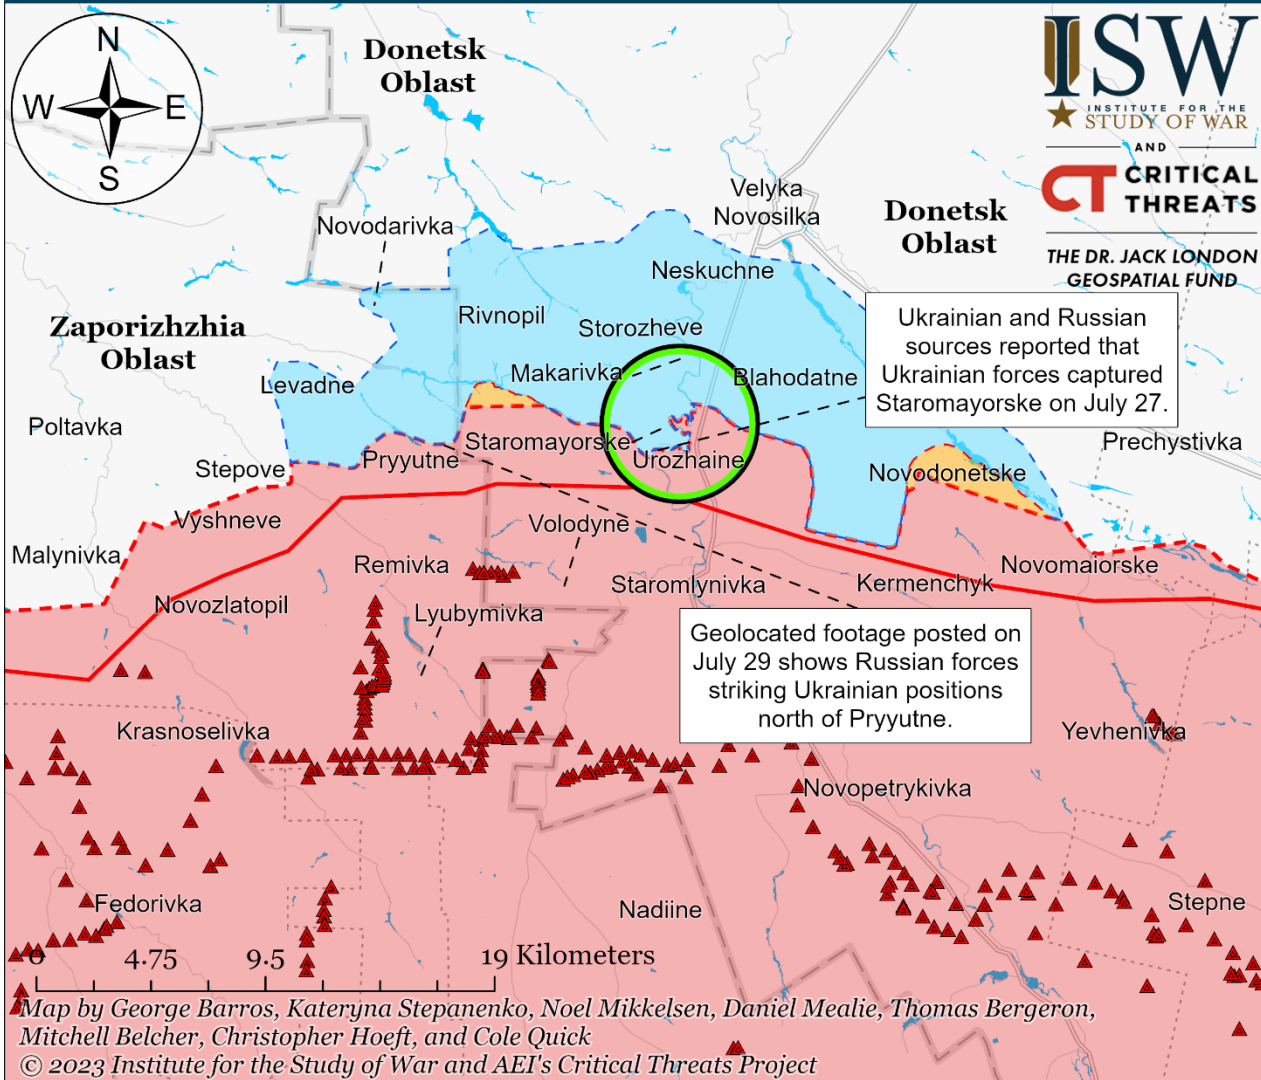 N
W
E
S
Donetsk
Oblast
ISW
INSTITUTE FOR THE
STUDY OF WAR
AND
CT CRITICAL
THREATS
THE DR. JACK LONDON
GEOSPATIAL FUND
Velyka
Novosilka
Donetsk
Oblast
Novodarivka
Neskuchne
Zaporizhzhia
Oblast
Rivnopil
Storozheve
Ukrainian and Russian
sources reported that
Ukrainian forces captured
Staromayorske on July 27.
Levadne
Makarivka
Blahodatne
Poltavka
Staromayorske
Prechystivka
Stepove
Pryyutne
Urozhaine
Novodonetske
Vyshneve
Volodyne
Malynivka
Remivka
Novomaiorske
Staromlynivka
Kermenchyk
Novozlatopil
Lyubymivka
Geolocated footage posted on
July 29 shows Russian forces
striking Ukrainian positions
north of Pryyutne.
Krasnoselivka
Yevhenivka
Novopetrykivka
Fedorivka
Nadiine
Stepne
0 4.75 9.5 19 Kilometers
Map by George Barros, Kateryna Stepanenko, Noel Mikkelsen, Daniel Mealie, Thomas Bergeron,
Mitchell Belcher, Christopher Hoeft, and Cole Quick
© 2023 Institute for the Study of War and AEI's Critical Threats Project